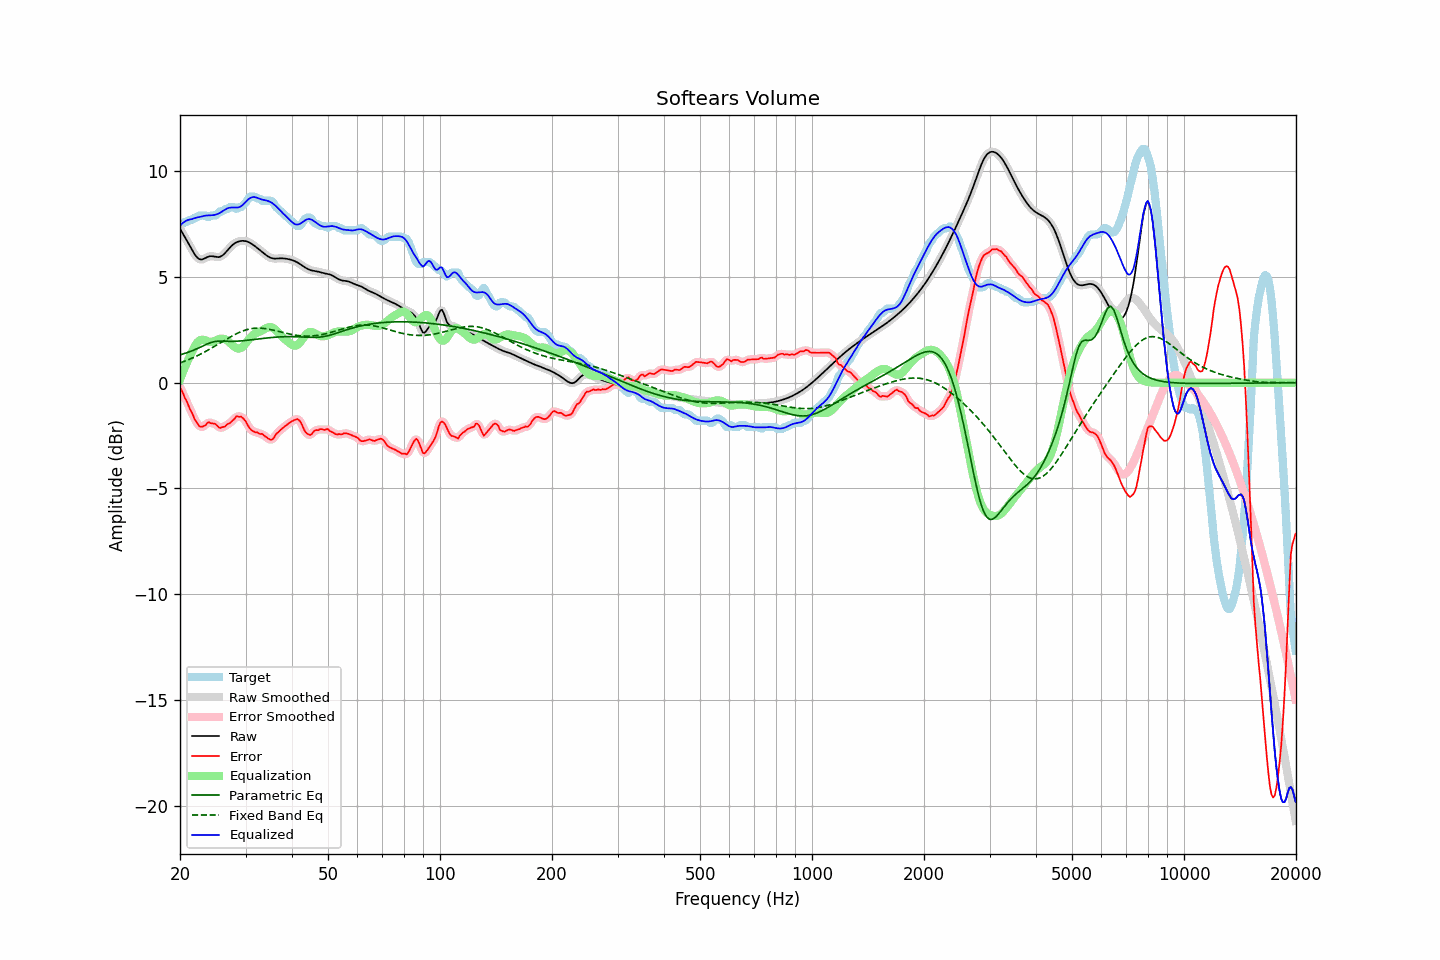 Softears Volume
Amplitude (dBr)
10
5
0
−5
−10
−15
−20
Target
Raw Smoothed
Error Smoothed
Raw
Error
Equalization
Parametric Eq
Fixed Band Eq
Equalized
20 50 100 200 500 1000 2000 5000 10000 20000
Frequency (Hz)